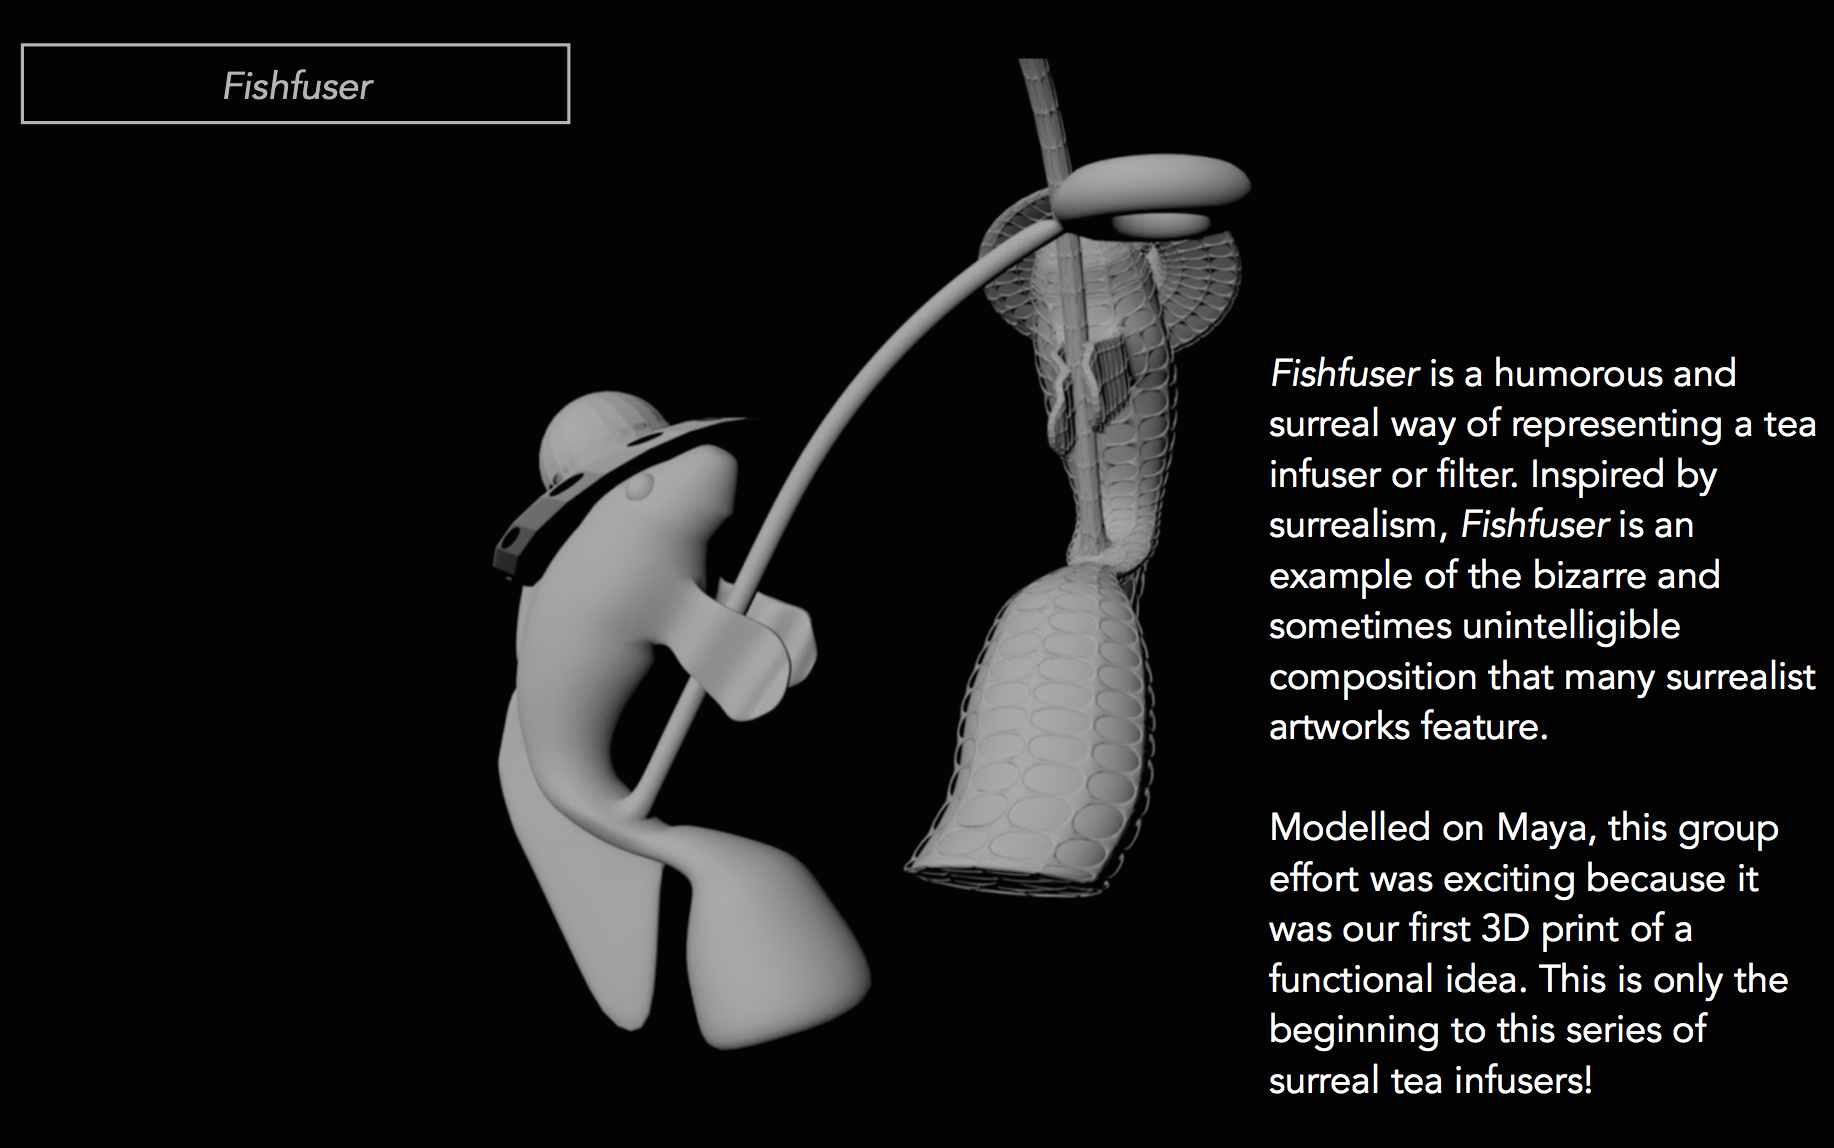 Fishfuser
Fishfuser is a humorous and
surreal way of representing a tea
infuser or filter. Inspired by
surrealism, Fishfuser is an
example of the bizarre and
sometimes unintelligible
composition that many surrealist
artworks feature.
Modelled on Maya, this group
effort was exciting because it
was our first 3D print of a
functional idea. This is only the
beginning to this series of
surreal tea infusers!